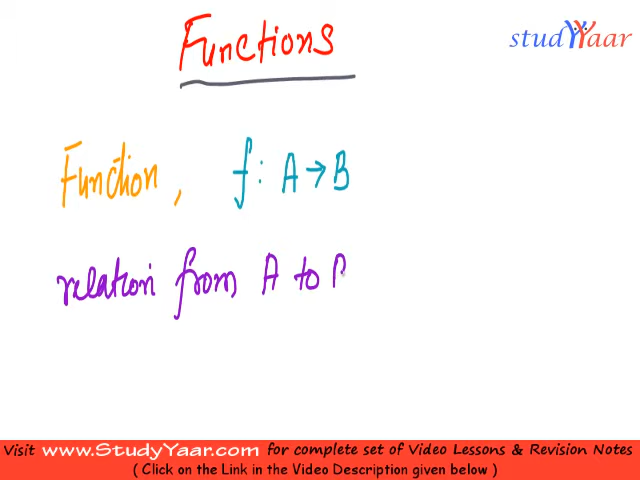 Functions
studYYaar
Function, f: A → B
relation from A to
Visit www.StudyYaar.com for complete set of Video Lessons & Revision Notes
( Click on the Link in the Video Description given below )